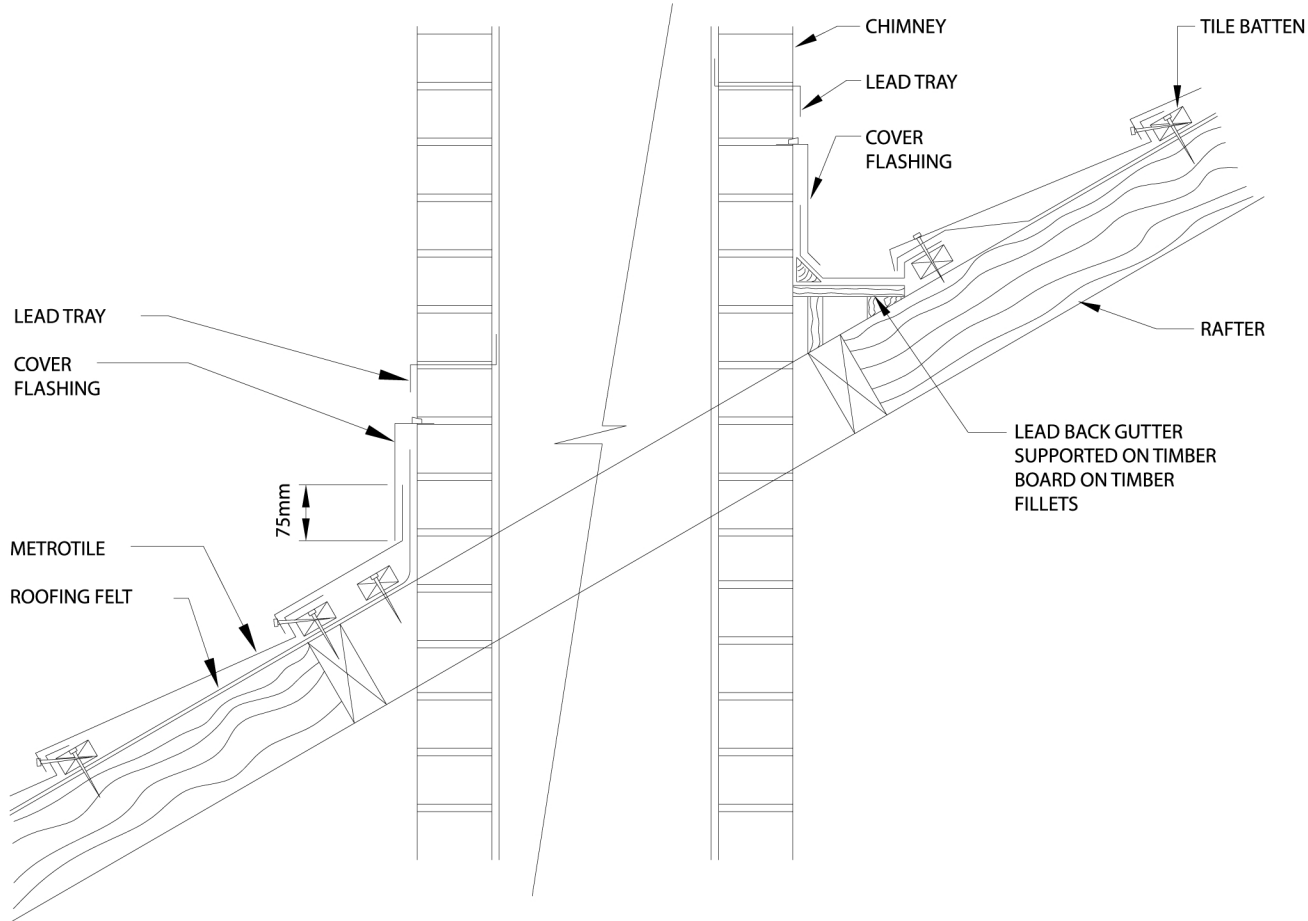 CHIMNEY
TILE BATTEN
LEAD TRAY
COVER
FLASHING
LEAD TRAY
RAFTER
COVER
FLASHING
LEAD BACK GUTTER
SUPPORTED ON TIMBER
BOARD ON TIMBER
FILLETS
75mm
METROTILE
ROOFING FELT